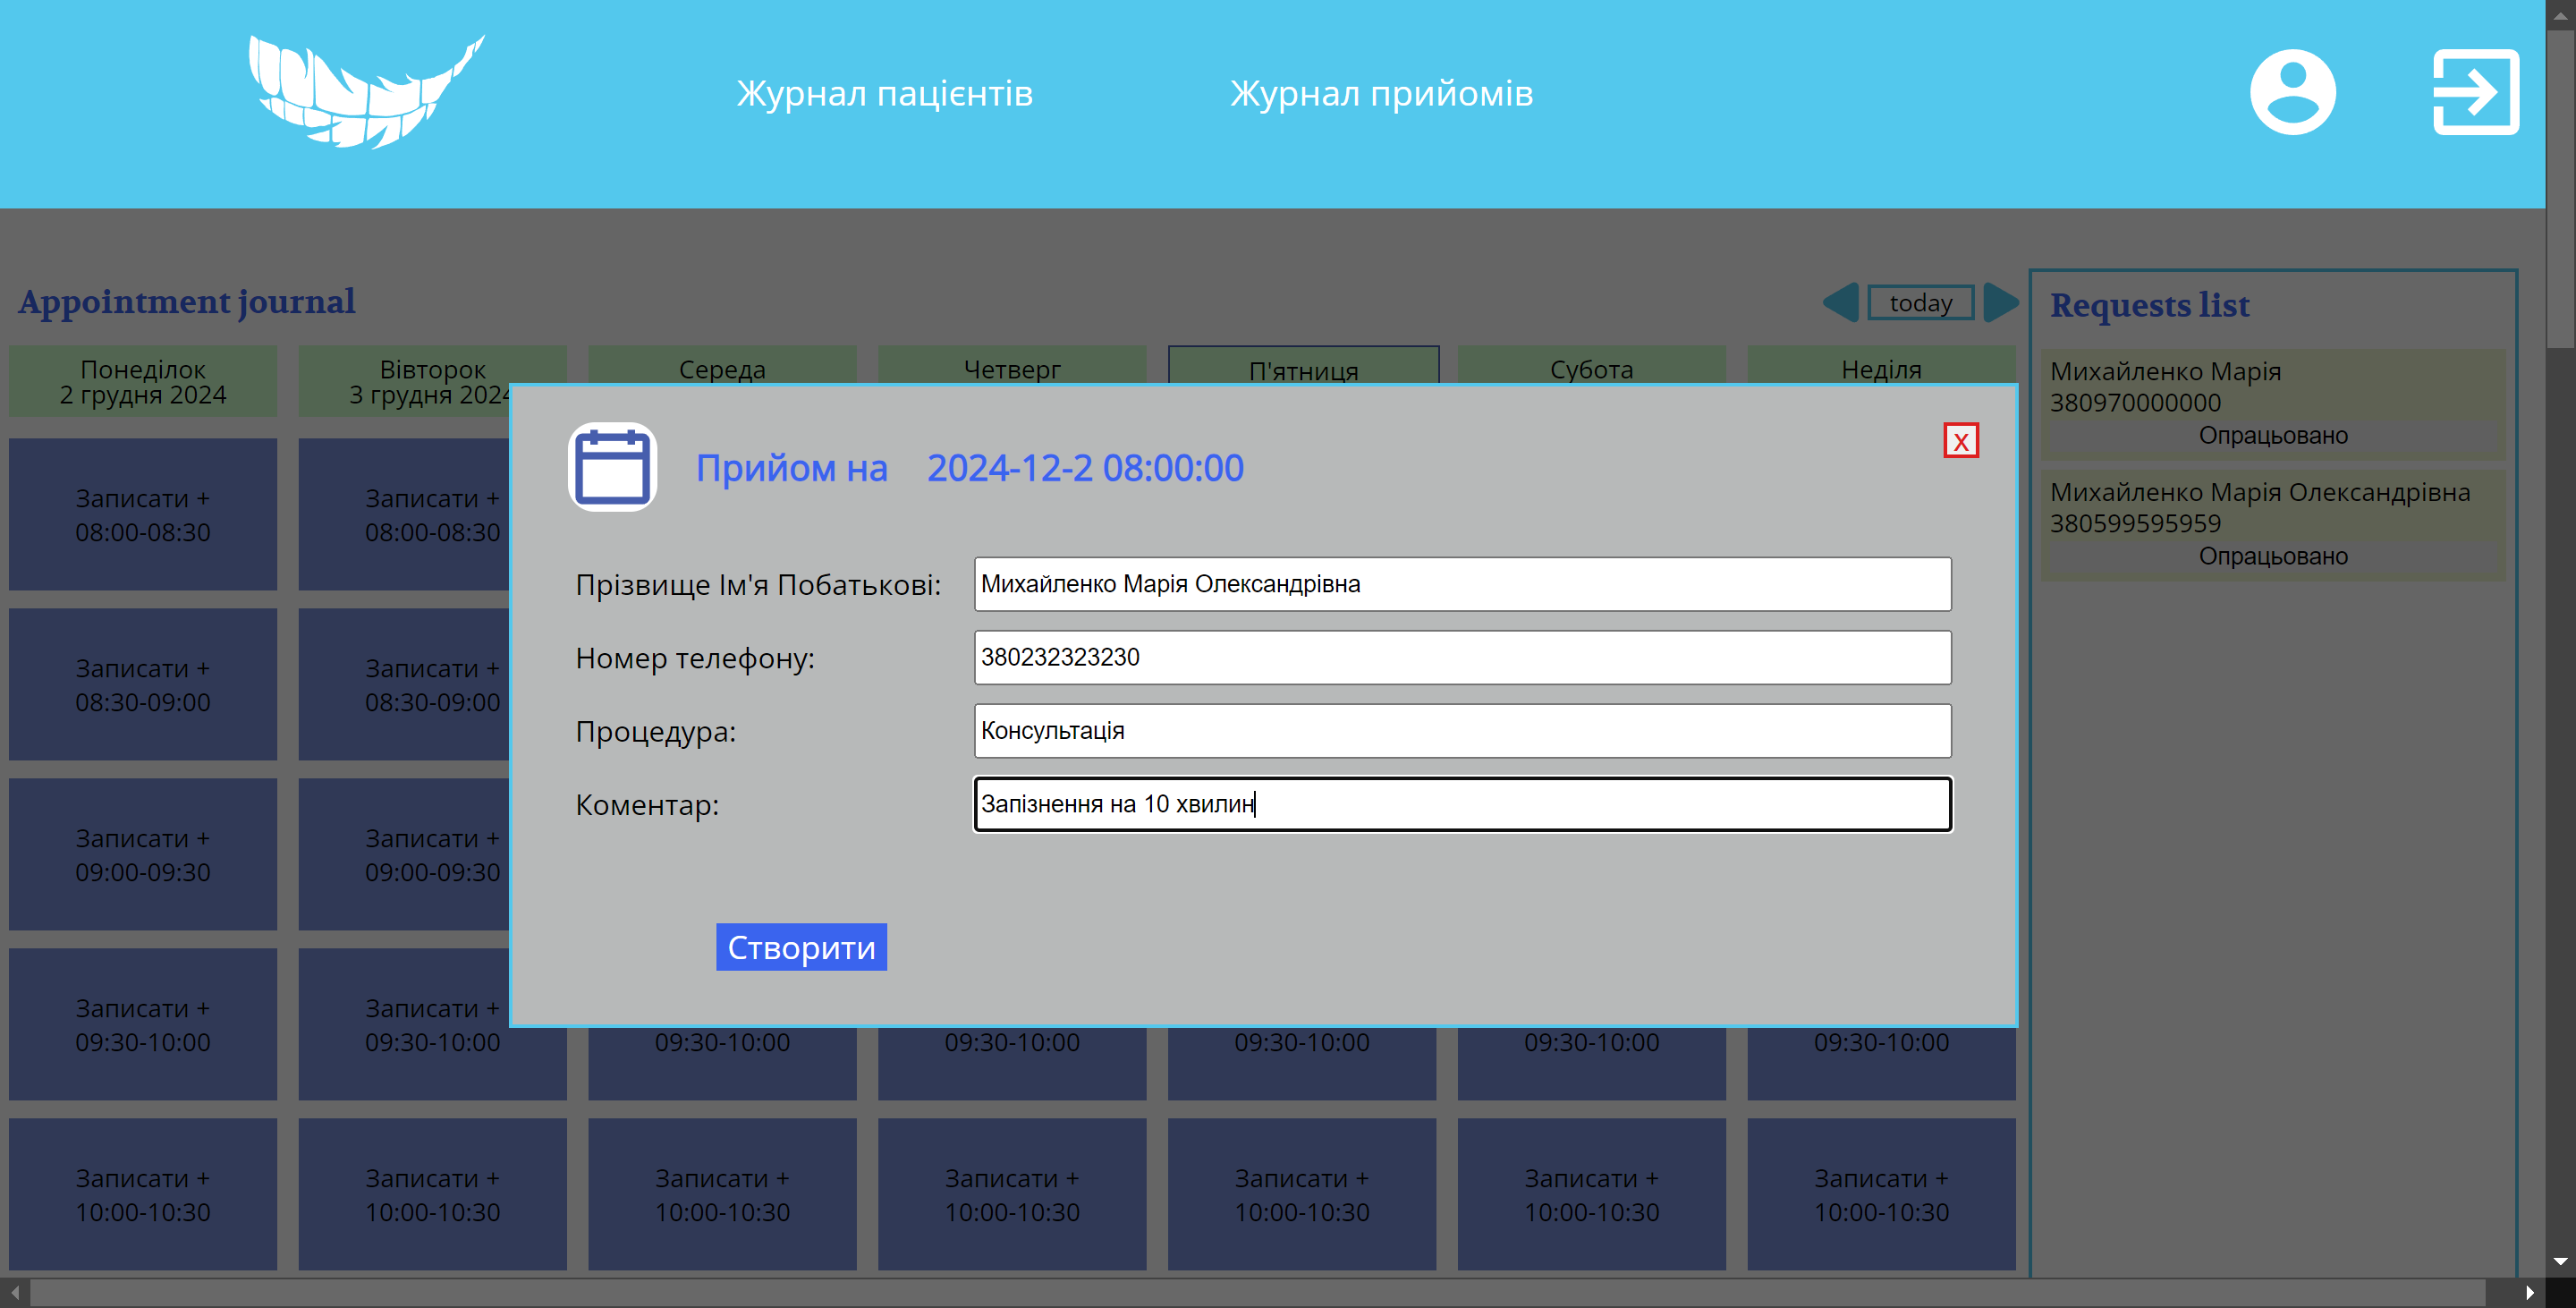 Журнал пацієнтів
Журнал прийомів
Appointment journal
today
Понеділок
2 грудня 2024
Вівторок
3 грудня 2024
Середа
Четверг
П'ятниця
Субота
Неділя
Записати +
08:00-08:30
Записати +
08:00-08:30
Записати +
08:30-09:00
Записати +
08:30-09:00
Записати +
09:00-09:30
Записати +
09:00-09:30
Записати +
09:30-10:00
Записати +
09:30-10:00
09:30-10:00
09:30-10:00
09:30-10:00
09:30-10:00
09:30-10:00
Записати +
10:00-10:30
Записати +
10:00-10:30
Записати +
10:00-10:30
Записати +
10:00-10:30
Записати +
10:00-10:30
Записати +
10:00-10:30
Записати +
10:00-10:30
Прийом на 2024-12-2 08:00:00
X
Прізвище Ім'я Побатькові: Михайленко Марія Олександрівна
Номер телефону: 380232323230
Процедура: Консультація
Коментар: Запізнення на 10 хвилин
Створити
Requests list
Михайленко Марія
380970000000
Опрацьовано
Михайленко Марія Олександрівна
380599595959
Опрацьовано